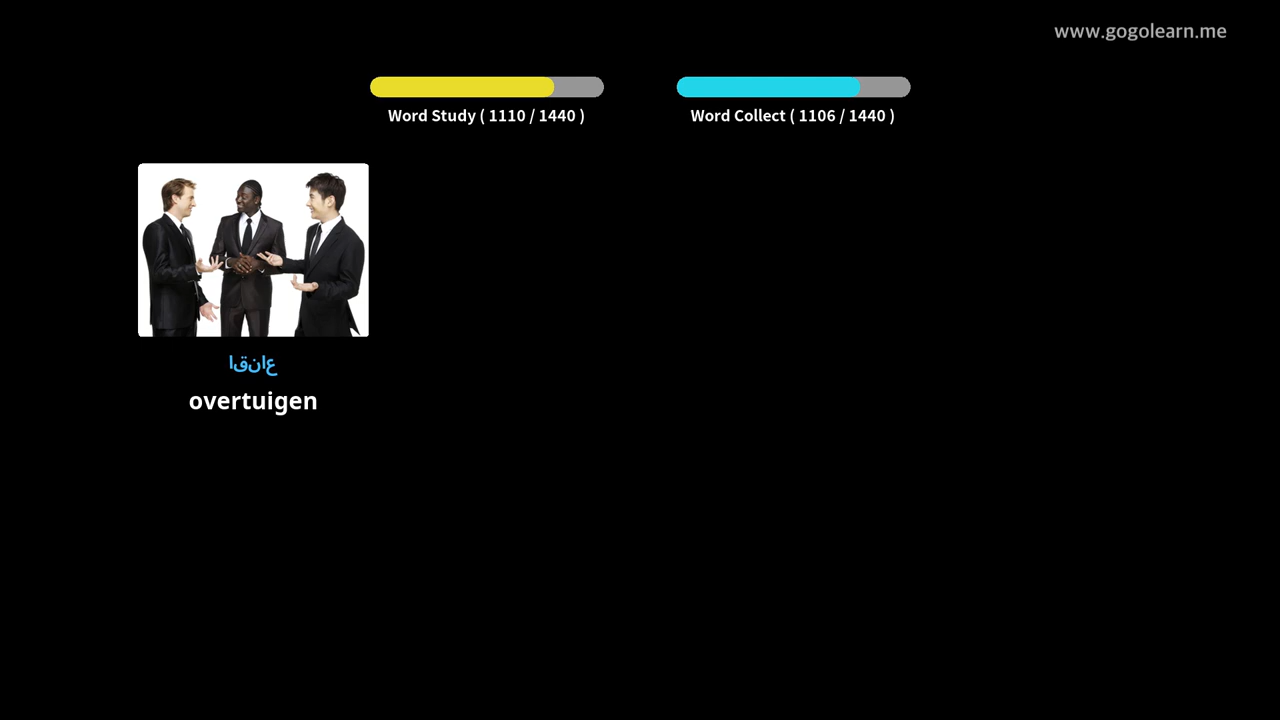 www.gogolearn.me
Word Study ( 1110 / 1440 )
Word Collect ( 1106 / 1440 )
اقناع
overtuigen